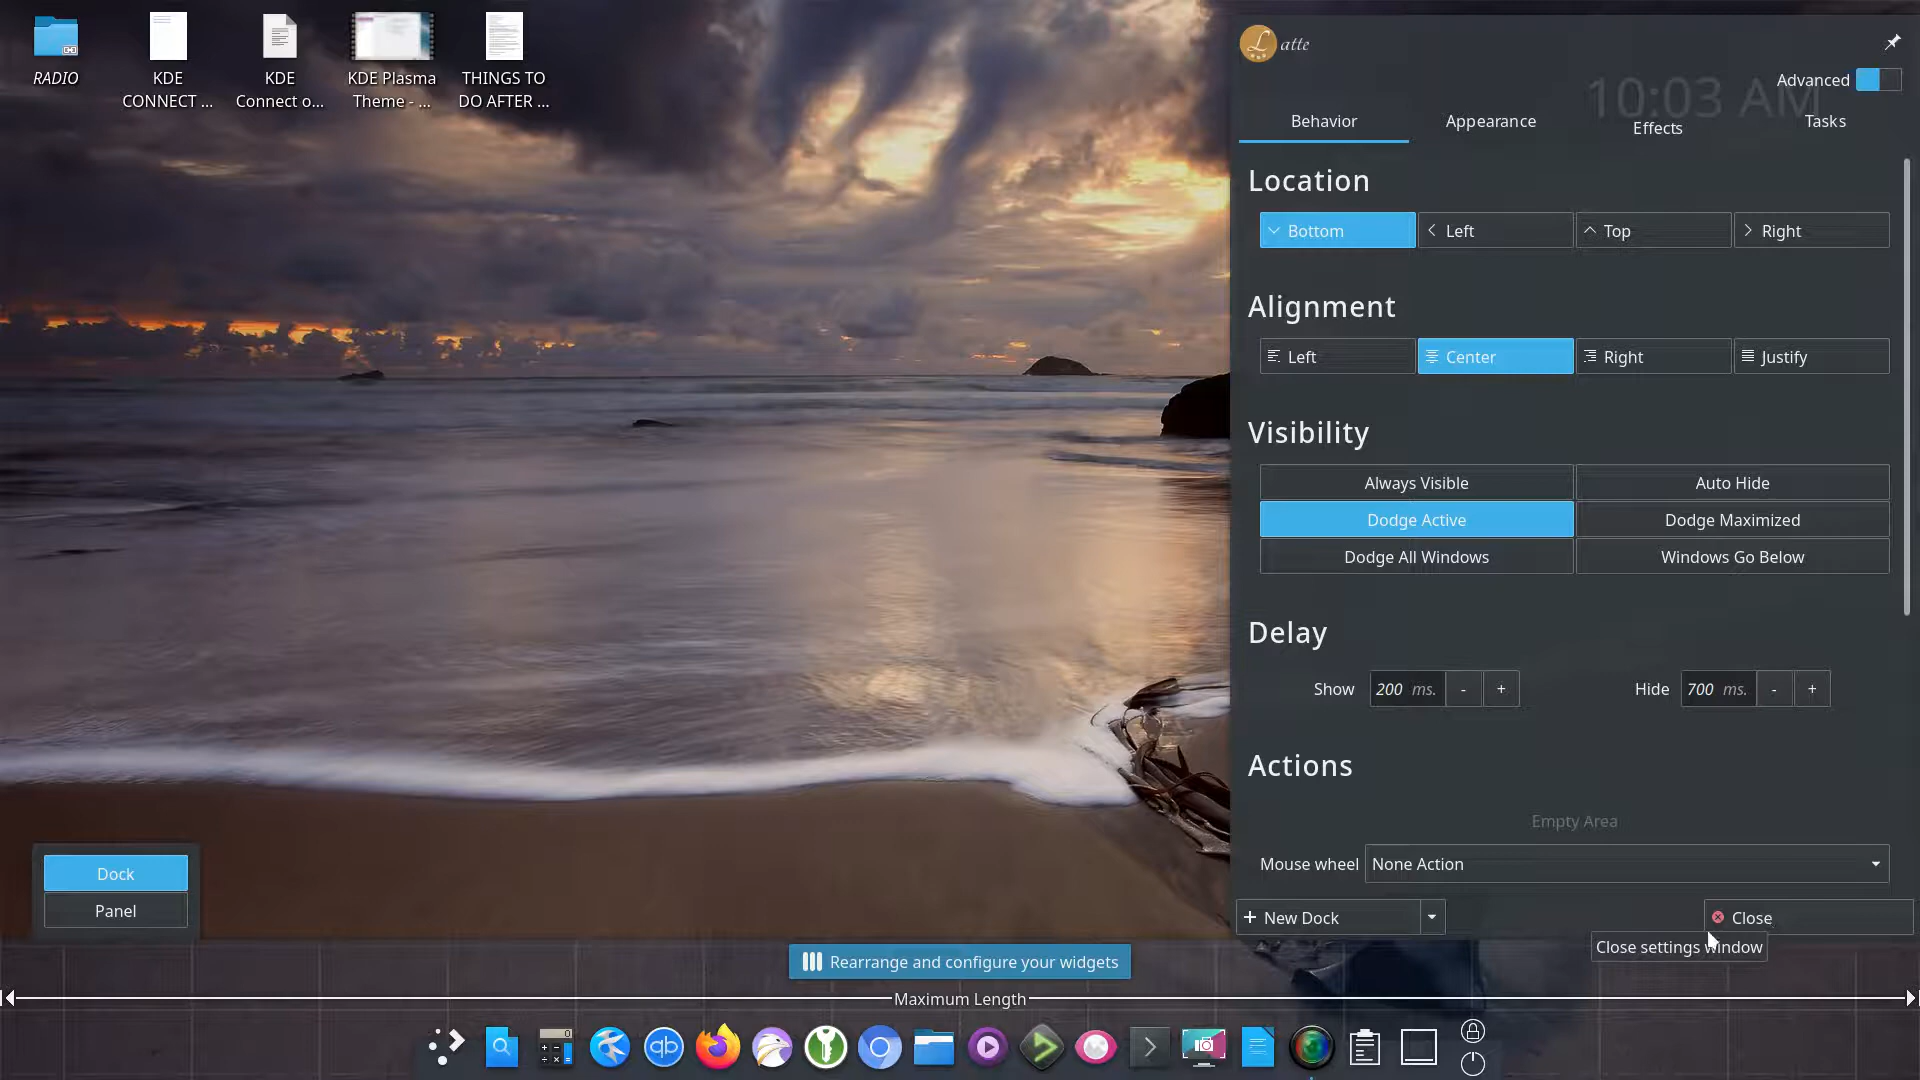 RADIO
KDE
CONNECT ...
KDE
Connect o...
KDE Plasma
Theme - ...
THINGS TO
DO AFTER ...
Latte
Advanced
10:03 AM
Behavior
Appearance
Effects
Tasks
Location
Bottom
Left
Top
Right
Alignment
Left
Center
Right
Justify
Visibility
Always Visible
Auto Hide
Dodge Active
Dodge Maximized
Dodge All Windows
Windows Go Below
Delay
Show
200 ms.
-
+
Hide
700 ms.
-
+
Actions
Empty Area
Mouse wheel
None Action
+ New Dock
Close
Close settings window
Dock
Panel
Rearrange and configure your widgets
Maximum Length
0
qb